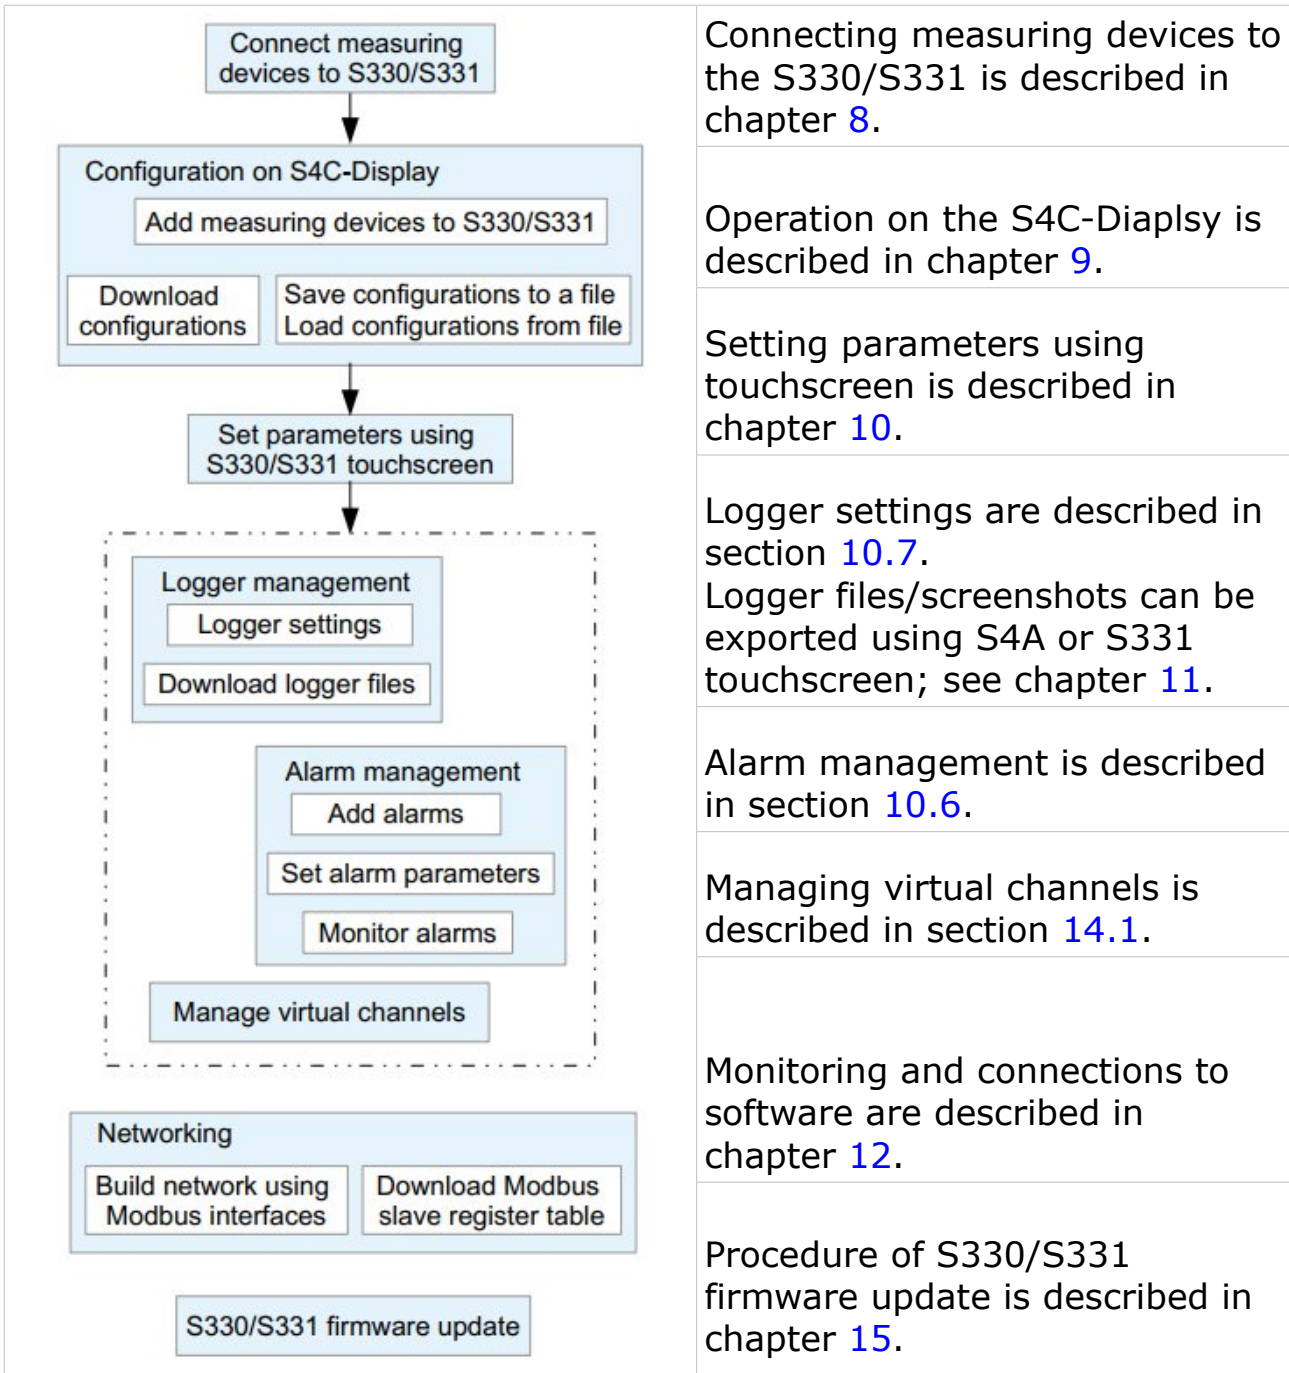 Connect measuring
devices to S330/S331
Configuration on S4C-Display
Add measuring devices to S330/S331
Download
configurations
Save configurations to a file
Load configurations from file
Set parameters using
S330/S331 touchscreen
Logger management
Logger settings
Download logger files
Alarm management
Add alarms
Set alarm parameters
Monitor alarms
Manage virtual channels
Networking
Build network using
Modbus interfaces
Download Modbus
slave register table
S330/S331 firmware update
Connecting measuring devices to
the S330/S331 is described in
chapter 8.
Operation on the S4C-Diaplsy is
described in chapter 9.
Setting parameters using
touchscreen is described in
chapter 10.
Logger settings are described in
section 10.7.
Logger files/screenshots can be
exported using S4A or S331
touchscreen; see chapter 11.
Alarm management is described
in section 10.6.
Managing virtual channels is
described in section 14.1.
Monitoring and connections to
software are described in
chapter 12.
Procedure of S330/S331
firmware update is described in
chapter 15.